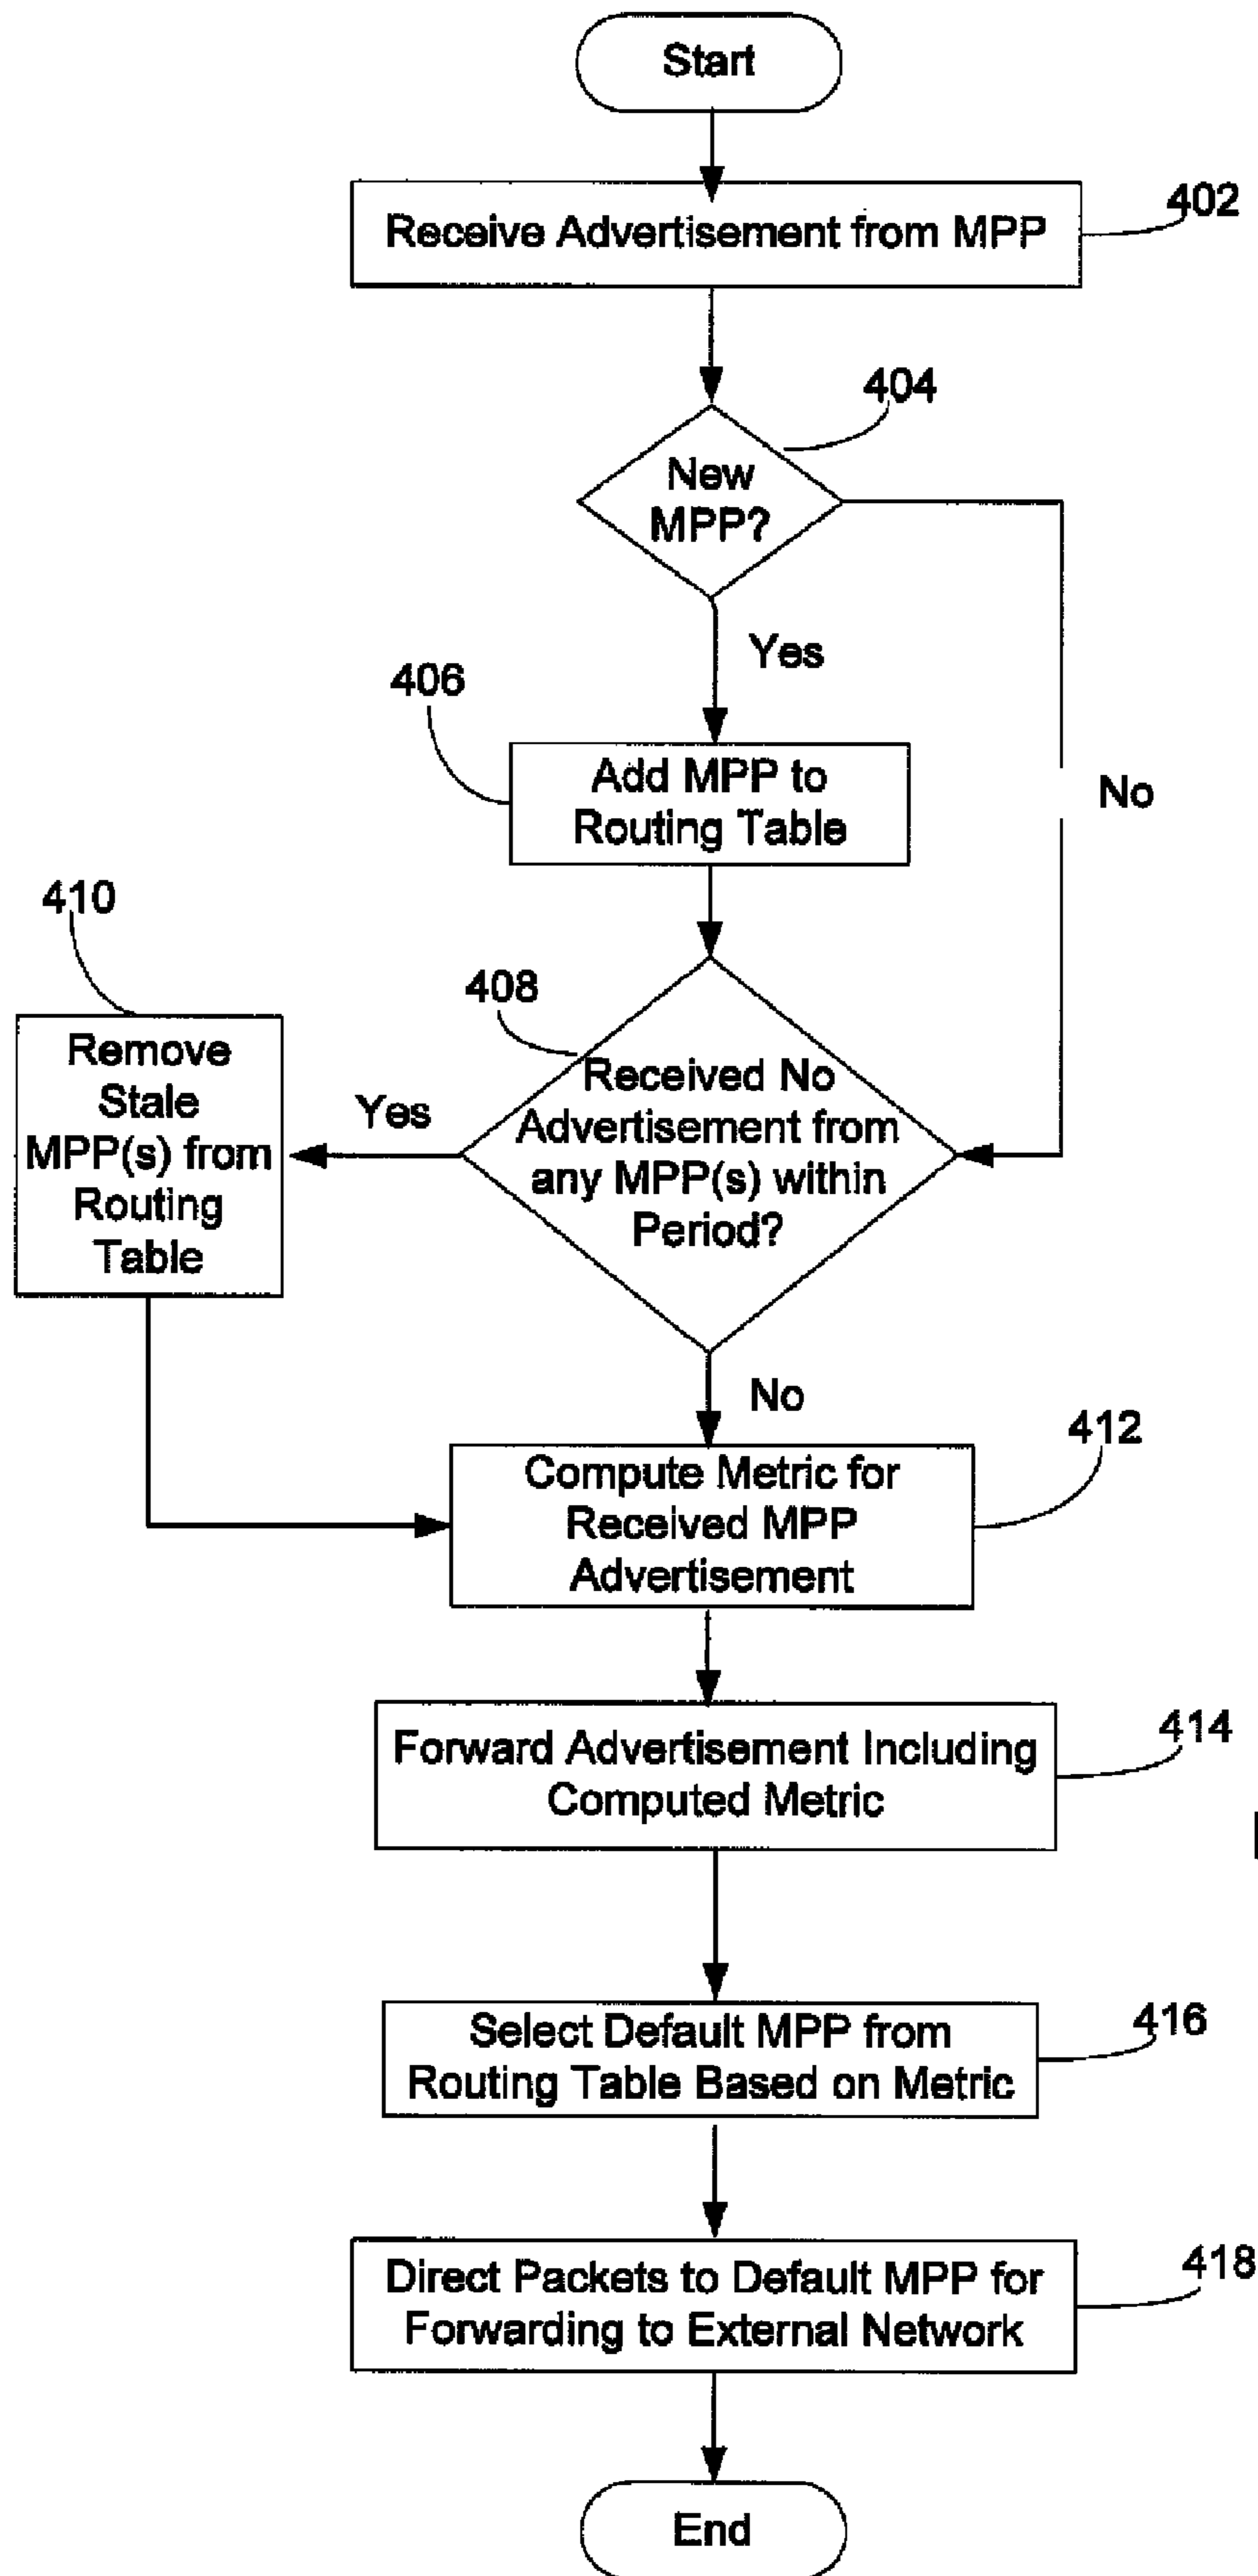 Start
Receive Advertisement from MPP
402
404
New
MPP?
Yes
406
Add MPP to
Routing Table
No
410
408
Remove
Stale
MPP(s) from
Routing
Table
Yes
Received No
Advertisement from
any MPP(s) within
Period?
No
412
Compute Metric for
Received MPP
Advertisement
414
Forward Advertisement Including
Computed Metric
416
Select Default MPP from
Routing Table Based on Metric
418
Direct Packets to Default MPP for
Forwarding to External Network
End